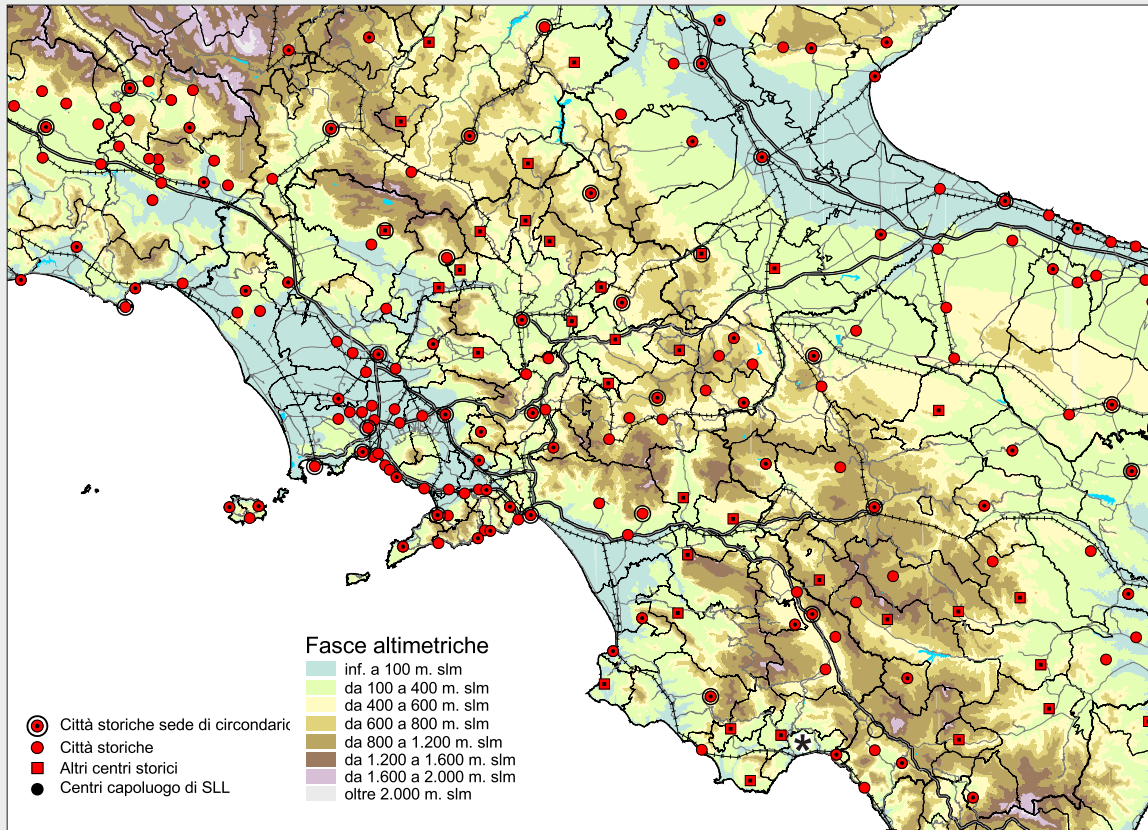 Fasce altimetriche
inf. a 100 m. slm
da 100 a 400 m. slm
da 400 a 600 m. slm
da 600 a 800 m. slm
da 800 a 1.200 m. slm
da 1.200 a 1.600 m. slm
da 1.600 a 2.000 m. slm
oltre 2.000 m. slm
Città storiche sede di circondaric
Città storiche
Altri centri storici
Centri capoluogo di SLL
*